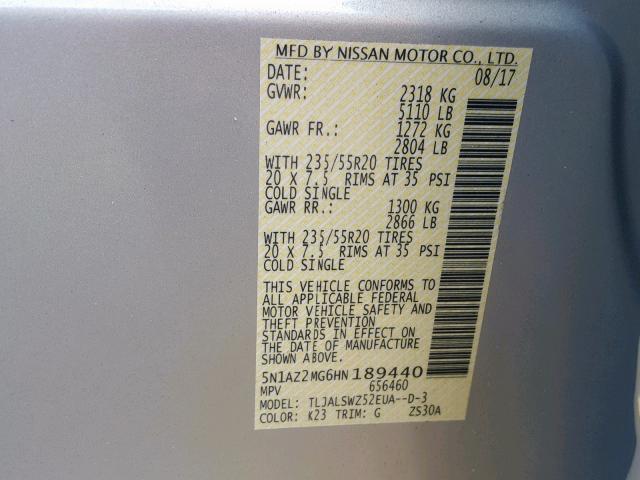 MFD BY NISSAN MOTOR CO., LTD.
DATE: 08/17
GVWR: 2318 KG
5110 LB
GAWR FR.: 1272 KG
2804 LB
WITH 235/55R20 TIRES
20 X 7.5 RIMS AT 35 PSI
COLD SINGLE
GAWR RR.: 1300 KG
2866 LB
WITH 235/55R20 TIRES
20 X 7.5 RIMS AT 35 PSI
COLD SINGLE
THIS VEHICLE CONFORMS TO
ALL APPLICABLE FEDERAL
MOTOR VEHICLE SAFETY AND
THEFT PREVENTION
STANDARDS IN EFFECT ON
THE DATE OF MANUFACTURE
SHOWN ABOVE.
5N1AZ2MG6HN189440
MPV 656460
MODEL: TLJALSWZ52EUA--D-3
COLOR: K23 TRIM: G ZS30A